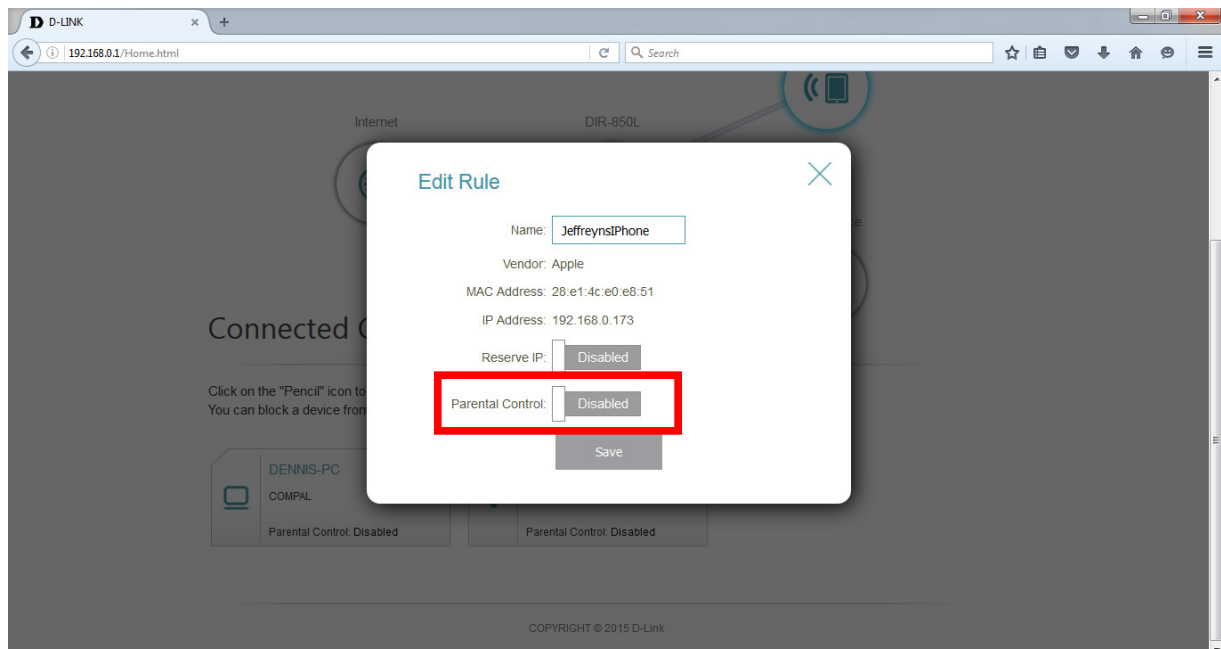 D-LINK
192.168.0.1/Home.html
Search
Internet
DIR-850L
Edit Rule
Name: JeffreynsIPhone
Vendor: Apple
MAC Address: 28:e1:4c:e0:e8:51
IP Address: 192.168.0.173
Connected
Reserve IP: Disabled
Click on the "Pencil" icon to
You can block a device from
Parental Control: Disabled
Save
DENNIS-PC
COMPAL
Parental Control: Disabled
Parental Control: Disabled
COPYRIGHT © 2015 D-Link